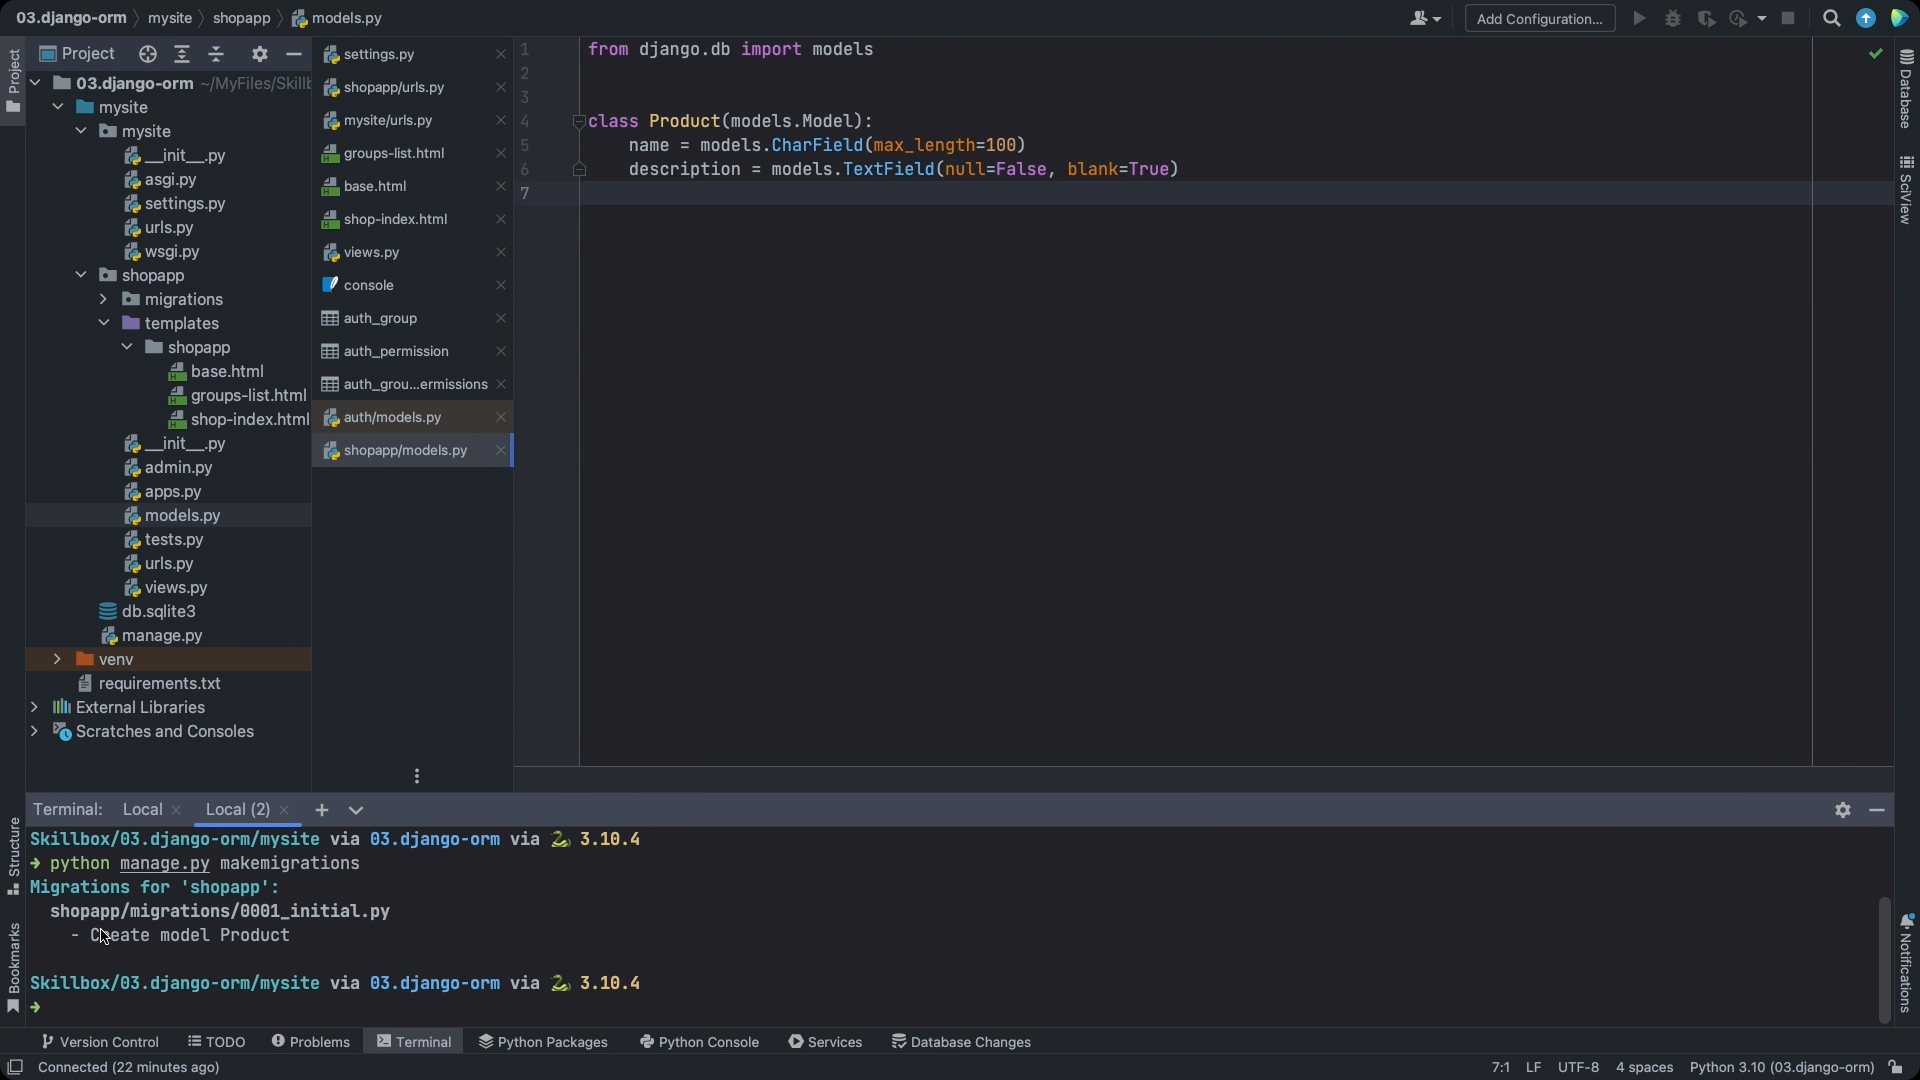 03.django-orm mysite shopapp models.py
Add Configuration...
Project
Project
03.django-orm ~/MyFiles/Skill
mysite
mysite
__init__.py
asgi.py
settings.py
urls.py
wsgi.py
shopapp
migrations
templates
shopapp
base.html
groups-list.html
shop-index.html
__init__.py
admin.py
apps.py
models.py
tests.py
urls.py
views.py
db.sqlite3
manage.py
venv
requirements.txt
External Libraries
Scratches and Consoles
settings.py
shopapp/urls.py
mysite/urls.py
groups-list.html
base.html
shop-index.html
views.py
console
auth_group
auth_permission
auth_grou...ermissions
auth/models.py
shopapp/models.py
1 from django.db import models
2
3
4 class Product(models.Model):
5 name = models.CharField(max_length=100)
6 description = models.TextField(null=False, blank=True)
7
Database
SciView
Notifications
Structure
Bookmarks
Terminal: Local Local (2)
Skillbox/03.django-orm/mysite via 03.django-orm via 3.10.4
→ python manage.py makemigrations
Migrations for 'shopapp':
shopapp/migrations/0001_initial.py
- Create model Product
Skillbox/03.django-orm/mysite via 03.django-orm via 3.10.4
→
Version Control TODO Problems Terminal Python Packages Python Console Services Database Changes
Connected (22 minutes ago) 7:1 LF UTF-8 4 spaces Python 3.10 (03.django-orm)